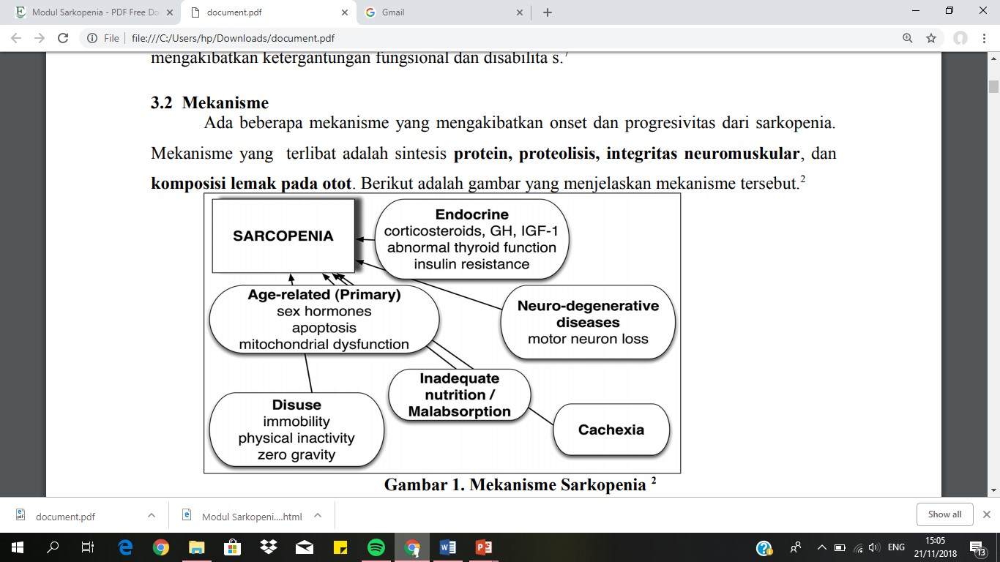 Modul Sarkopenia - PDF Free Do
document.pdf
Gmail
File
file:///C:/Users/hp/Downloads/document.pdf
mengakibatkan ketergantungan fungsional dan disabilita s.7
3.2 Mekanisme
Ada beberapa mekanisme yang mengakibatkan onset dan progresivitas dari sarkopenia.
Mekanisme yang terlibat adalah sintesis protein, proteolisis, integritas neuromuskular, dan
komposisi lemak pada otot. Berikut adalah gambar yang menjelaskan mekanisme tersebut.2
SARCOPENIA
Endocrine
corticosteroids, GH, IGF-1
abnormal thyroid function
insulin resistance
Age-related (Primary)
sex hormones
apoptosis
mitochondrial dysfunction
Neuro-degenerative
diseases
motor neuron loss
Inadequate
nutrition /
Malabsorption
Disuse
immobility
physical inactivity
zero gravity
Cachexia
Gambar 1. Mekanisme Sarkopenia 2
document.pdf
Modul Sarkopeni....html
Show all
ENG
15:05
21/11/2018
13